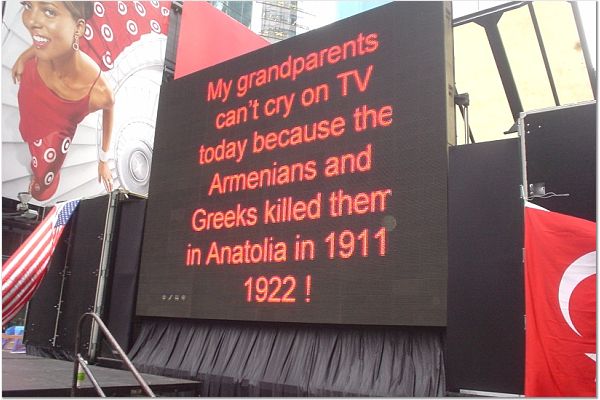 My grandparents
can't cry on TV
today because the
Armenians and
Greeks killed them
in Anatolia in 1911
1922 !